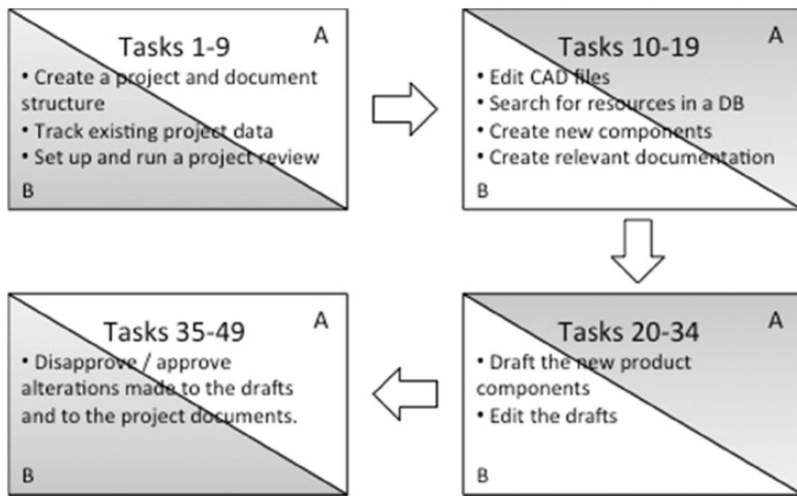 Tasks 1-9
A
• Create a project and document
structure
• Track existing project data
• Set up and run a project review
B
Tasks 10-19
A
• Edit CAD files
• Search for resources in a DB
• Create new components
• Create relevant documentation
B
Tasks 20-34
A
• Draft the new product
components
• Edit the drafts
B
Tasks 35-49
A
• Disapprove / approve
alterations made to the drafts
and to the project documents.
B